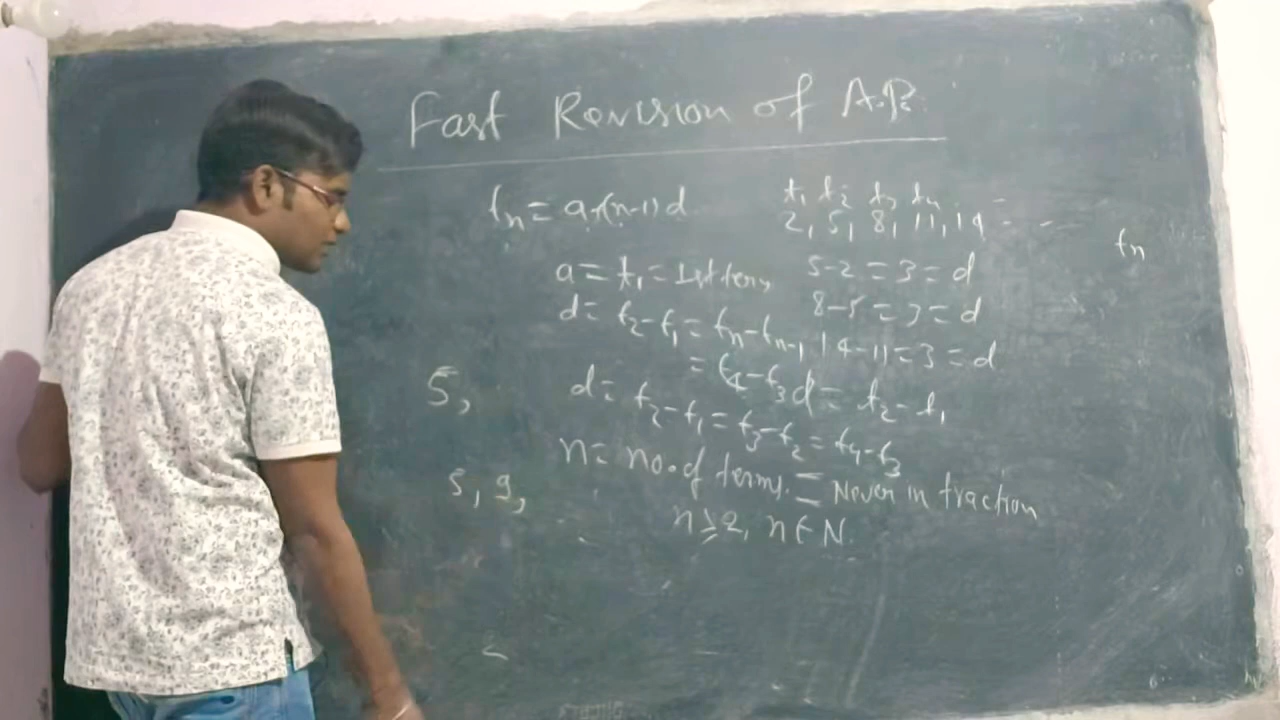 Fast Revision of A.P.
tn = a+(n-1)d
t1 t2 t3 t4
2, 5, 8, 11, 14
tn
a = t1 = 1st term
5-2 = 3 = d
d = t2-t1 = tn-tn-1
8-5 = 3 = d
= t4-t3
14-11 = 3 = d
d = t2-t1
5,
d = t2-t1 = t3-t2 = t4-t3
n = no. of terms. = Never in fraction
5, 9,
n ≥ 2, n ∈ N.